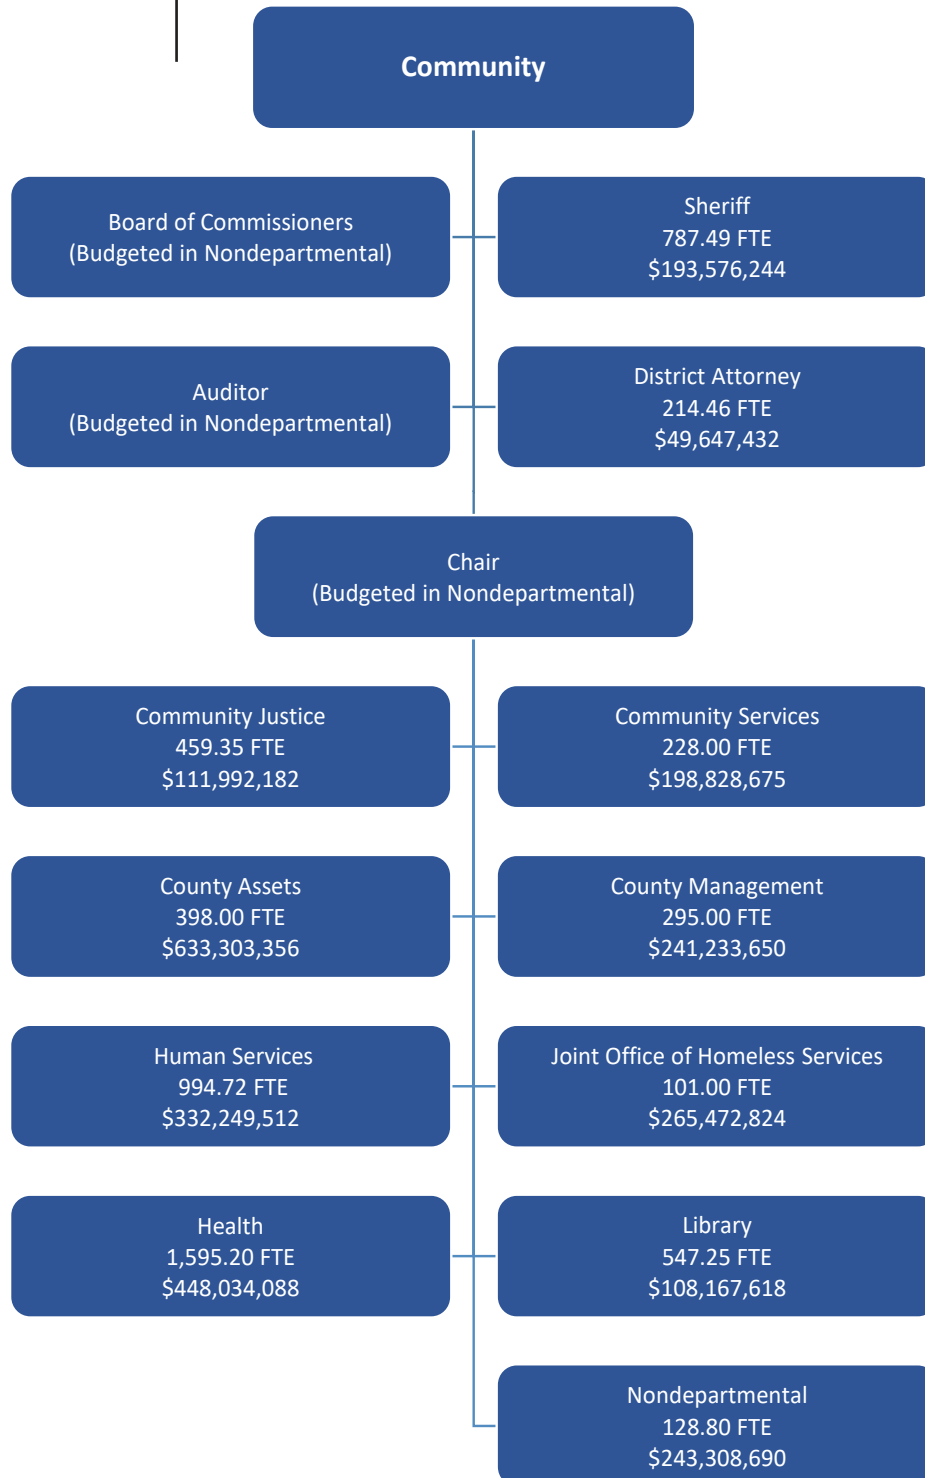 Community
Board of Commissioners
(Budgeted in Nondepartmental)
Sheriff
787.49 FTE
$193,576,244
Auditor
(Budgeted in Nondepartmental)
District Attorney
214.46 FTE
$49,647,432
Chair
(Budgeted in Nondepartmental)
Community Justice
459.35 FTE
$111,992,182
Community Services
228.00 FTE
$198,828,675
County Assets
398.00 FTE
$633,303,356
County Management
295.00 FTE
$241,233,650
Human Services
994.72 FTE
$332,249,512
Joint Office of Homeless Services
101.00 FTE
$265,472,824
Health
1,595.20 FTE
$448,034,088
Library
547.25 FTE
$108,167,618
Nondepartmental
128.80 FTE
$243,308,690